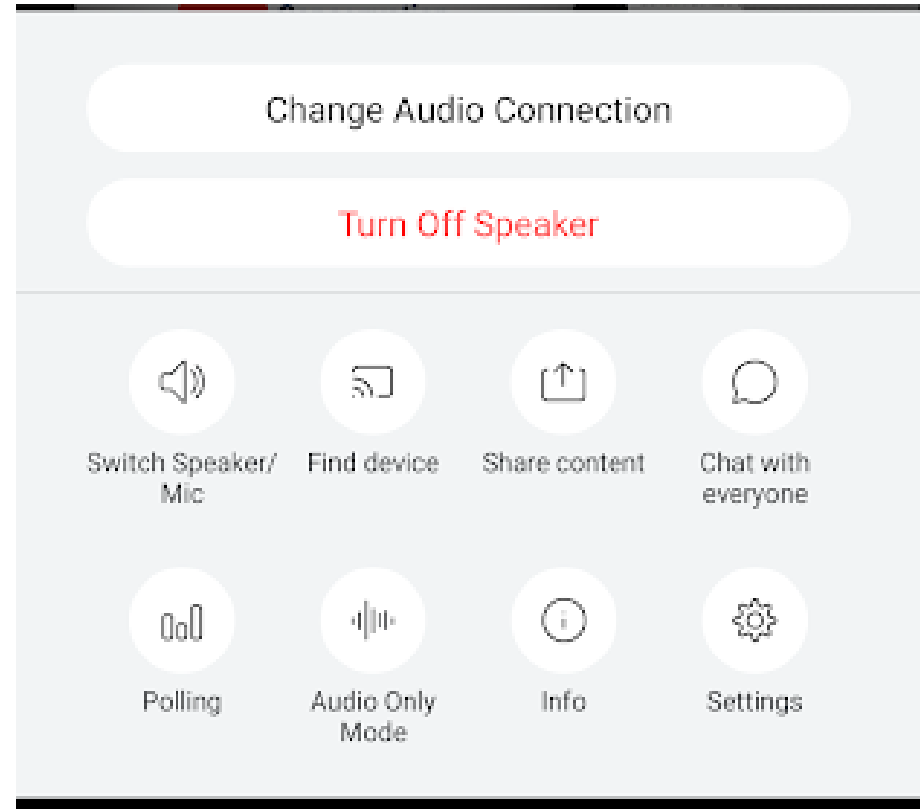 Change Audio Connection
Turn Off Speaker
Switch Speaker/
Mic
Find device
Share content
Chat with
everyone
Polling
Audio Only
Mode
Info
Settings